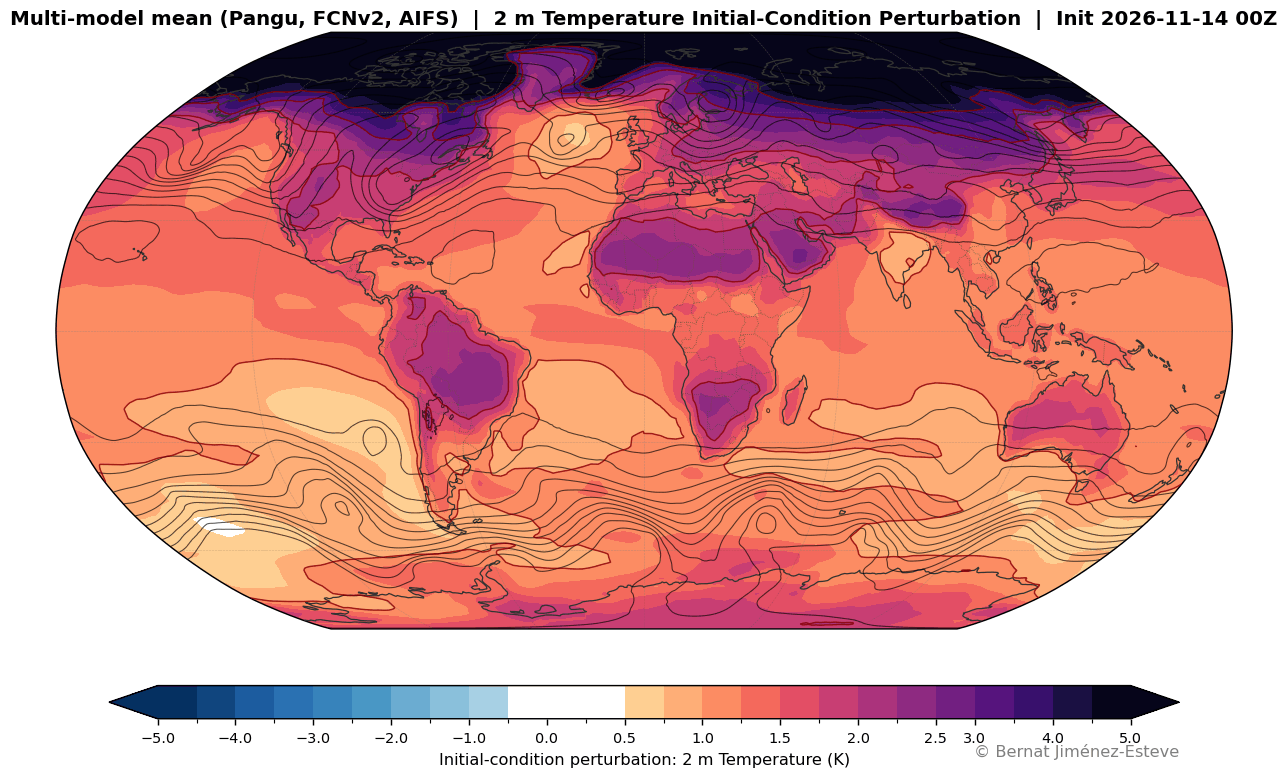 Multi-model mean (Pangu, FCNv2, AIFS) | 2 m Temperature Initial-Condition Perturbation | Init 2026-11-14 00Z
−5.0 −4.0 −3.0 −2.0 −1.0 0.0 0.5 1.0 1.5 2.0 2.5 3.0 4.0 5.0
Initial-condition perturbation: 2 m Temperature (K)
© Bernat Jiménez-Esteve